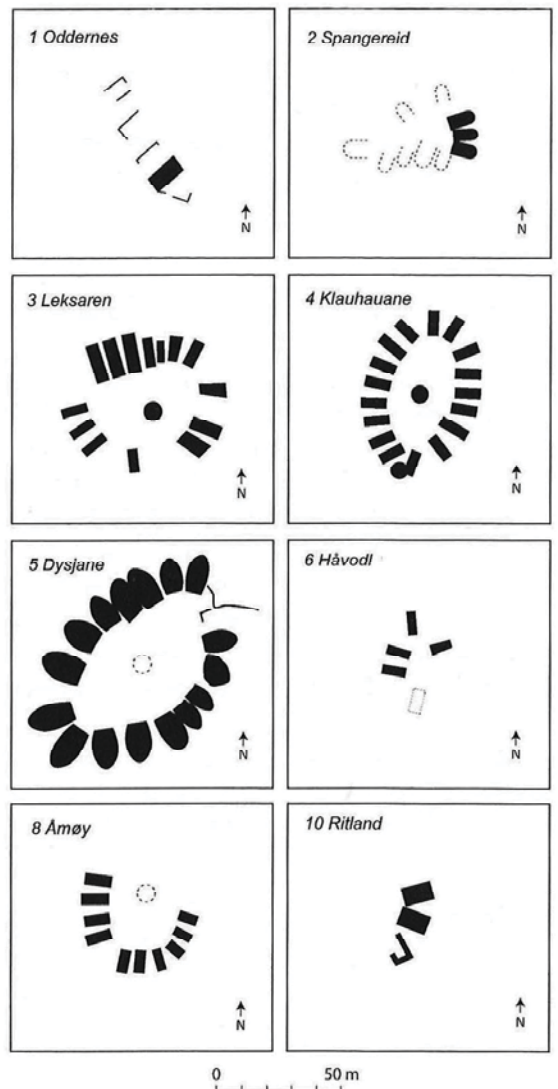 1 Oddernes
N
2 Spangereid
N
3 Leksaren
N
4 Klauhauane
N
5 Dysjane
N
6 Håvodl
N
8 Åmøy
N
10 Ritland
N
0 50 m